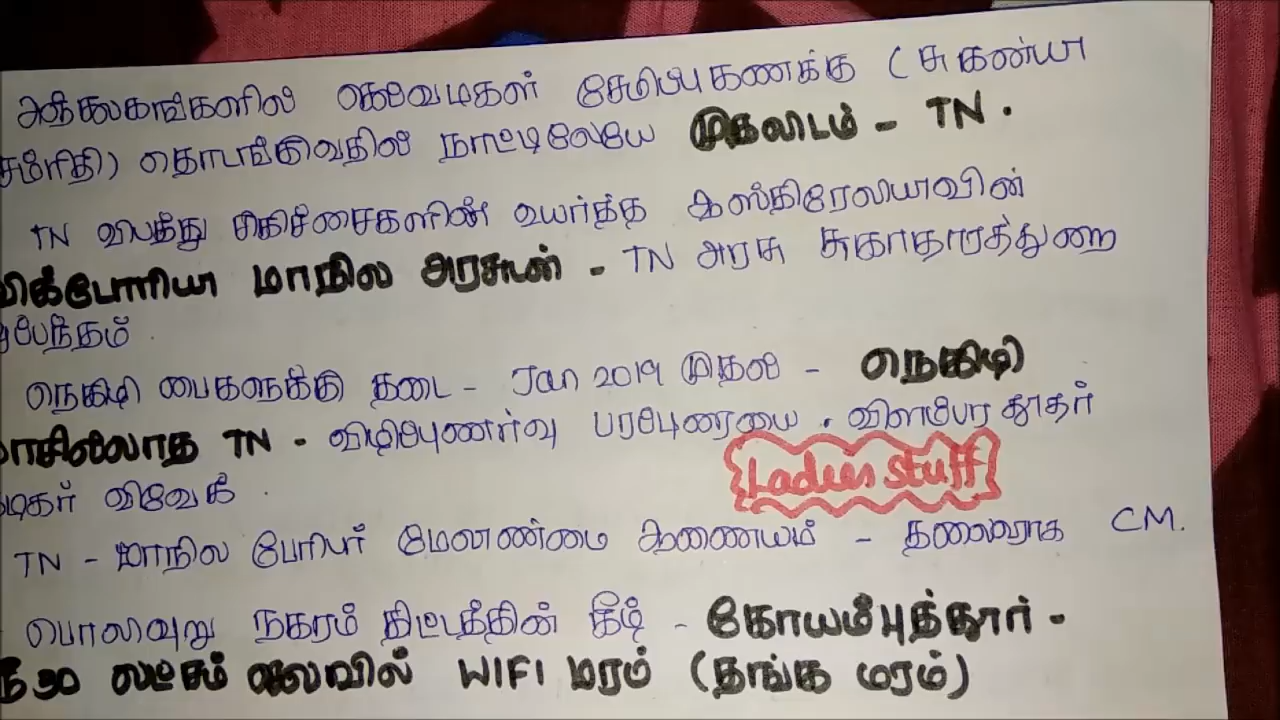 அஞ்சலகங்களில் செல்வமகள் சேமிப்பு கணக்கு (சுகன்யா
சம்ரிதி) தொடங்கிவதில் நாட்டிலேயே முதலிடம் - TN.
TN விபத்து சிகிச்சைகளின் உயர்த்த ஆஸ்திரேலியாவின்
விக்டோரியா மாநில அரசுடன் - TN அரசு சுகாதாரத்துறை
ஒப்பந்தம்
நெகிழி பைகளுக்கு தடை - Jan 2019 முதல் - நெகிழி
மாசில்லாத TN - விழிப்புணர்வு பரப்புரையை . விளம்பர தூதர்
நடிகர் விவேக்
Ladies stuff
TN - மாநில பேரிடர் மேலாண்மை ஆணையம் - தலைவராக CM.
பொலிவுறு நகரம் திட்டத்தின் கீழ் - கோயம்புத்தூர் -
30 லட்சம் செலவில் WIFI மரம் (தங்க மரம்)